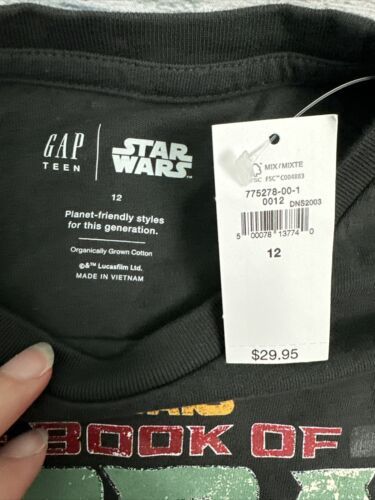 GAP
TEEN
STAR
WARS
12
Planet-friendly styles
for this generation.
Organically Grown Cotton
©&™ Lucasfilm Ltd.
MADE IN VIETNAM
MIX/MIXTE
FSC™ C004883
775278-00-1
0012 DNS2003
5 00078 13774 0
12
$29.95
BOOK OF